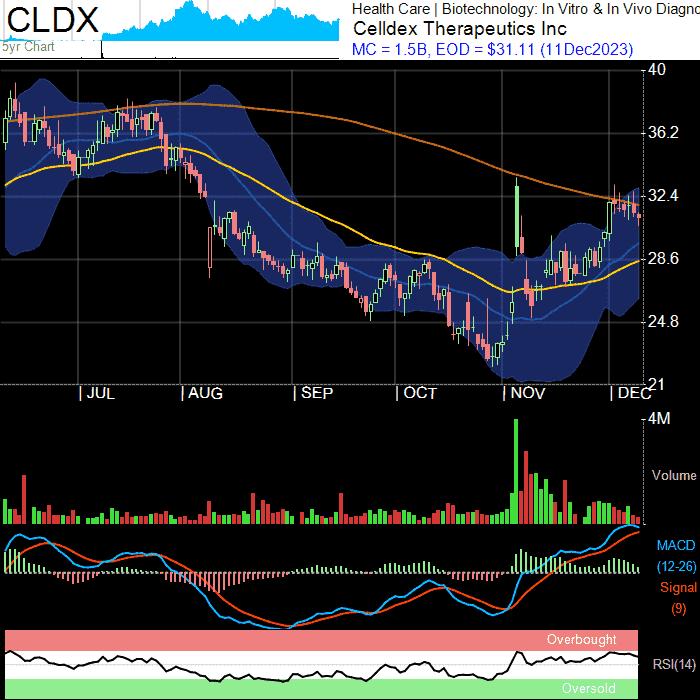 CLDX
5yr Chart
Health Care | Biotechnology: In Vitro & In Vivo Diagno
Celldex Therapeutics Inc
MC = 1.5B, EOD = $31.11 (11Dec2023)
40
36.2
32.4
28.6
24.8
21
| JUL | AUG | SEP | OCT | NOV | DEC
4M
Volume
MACD
(12-26)
Signal
(9)
Overbought
RSI(14)
Oversold